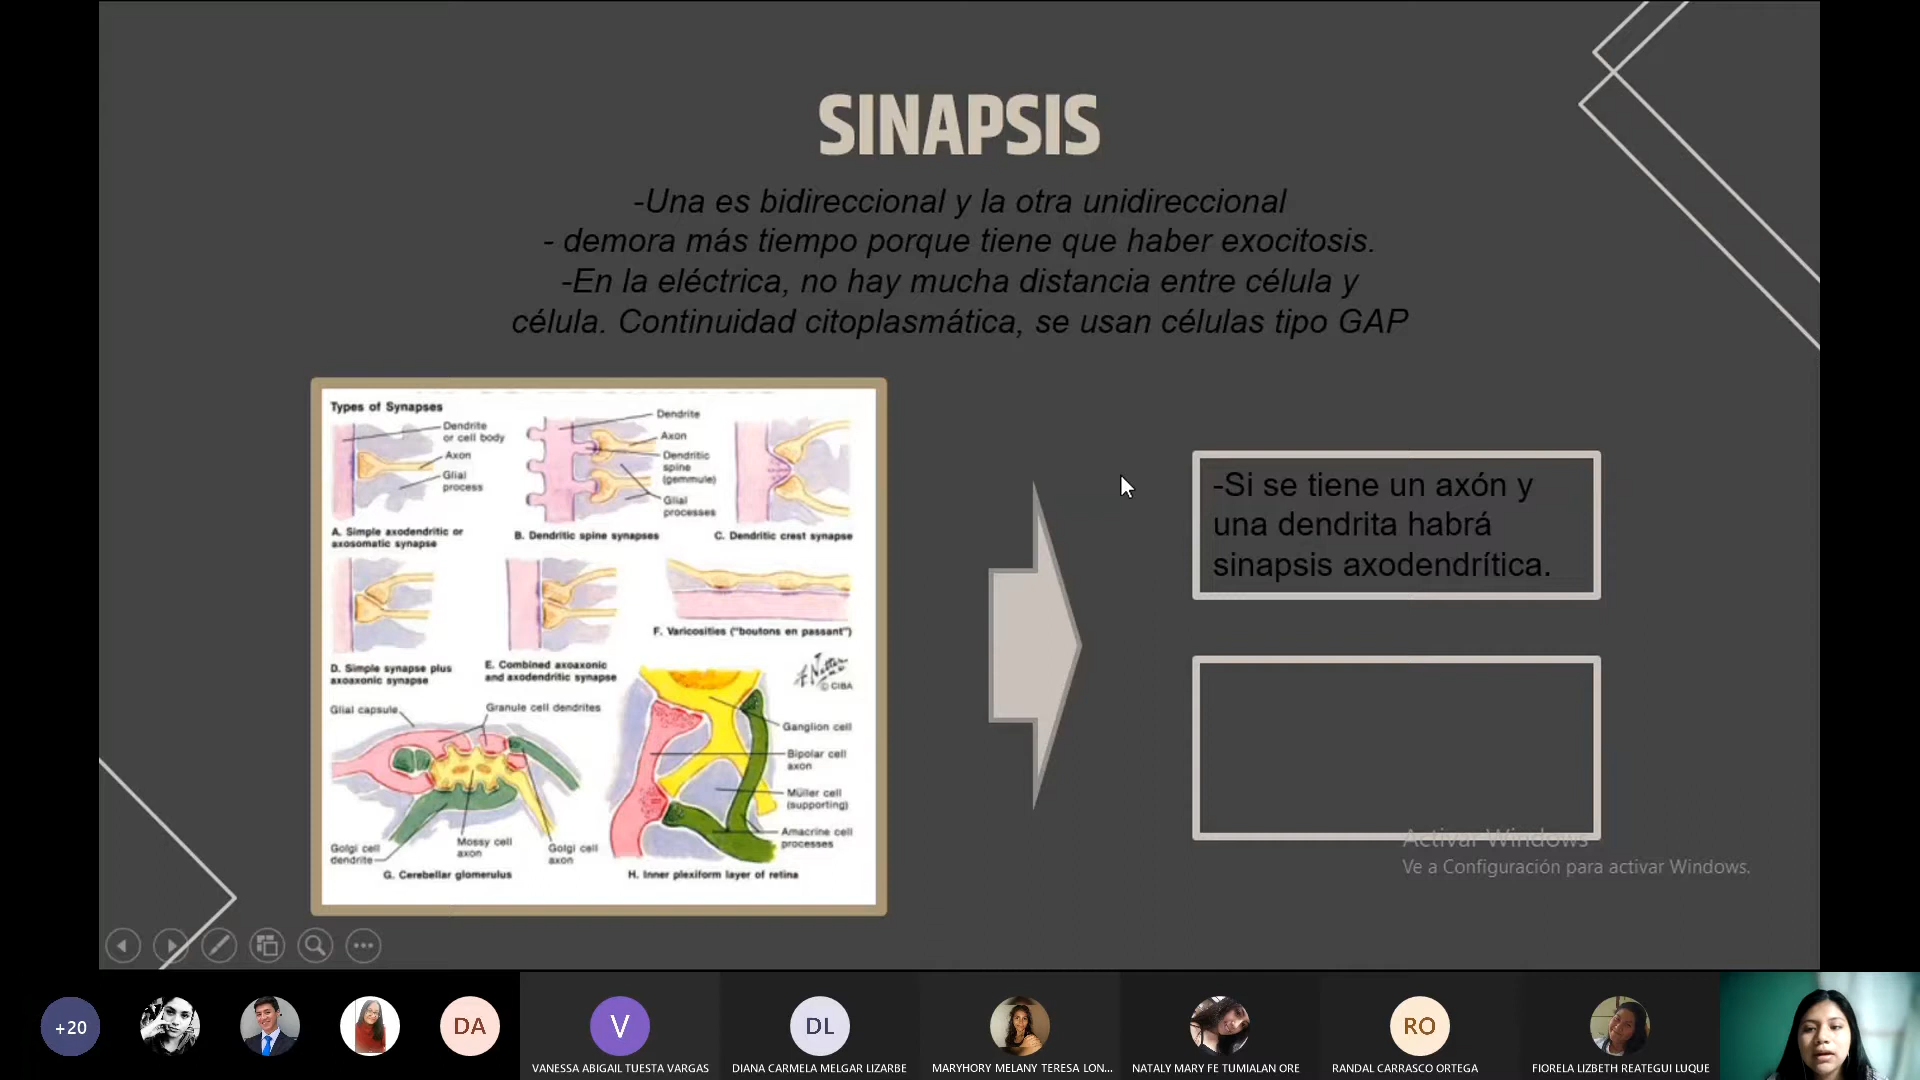 SINAPSIS
-Una es bidireccional y la otra unidireccional
- demora más tiempo porque tiene que haber exocitosis.
-En la eléctrica, no hay mucha distancia entre célula y
célula. Continuidad citoplasmática, se usan células tipo GAP
Types of Synapses
Dendrite
or cell body
Axon
Glial
process
A. Simple axodendritic or
axosomatic synapse
Dendrite
Axon
Dendritic
spine
(gemmule)
Glial
processes
B. Dendritic spine synapses
C. Dendritic crest synapse
D. Simple synapse plus
axoaxonic synapse
E. Combined axoaxonic
and axodendritic synapse
F. Varicosities ("boutons en passant")
F. Netter
© CIBA
Glial capsule
Granule cell dendrites
Golgi cell
dendrite
Mossy cell
axon
Golgi cell
axon
G. Cerebellar glomerulus
Ganglion cell
Bipolar cell
axon
Müller cell
(supporting)
Amacrine cell
processes
H. Inner plexiform layer of retina
-Si se tiene un axón y
una dendrita habrá
sinapsis axodendrítica.
Activar Windows
Ve a Configuración para activar Windows.
+20
DA
V
VANESSA ABIGAIL TUESTA VARGAS
DL
DIANA CARMELA MELGAR LIZARBE
MARYHORY MELANY TERESA LON...
NATALY MARY FE TUMIALAN ORE
RO
RANDAL CARRASCO ORTEGA
FIORELA LIZBETH REATEGUI LUQUE